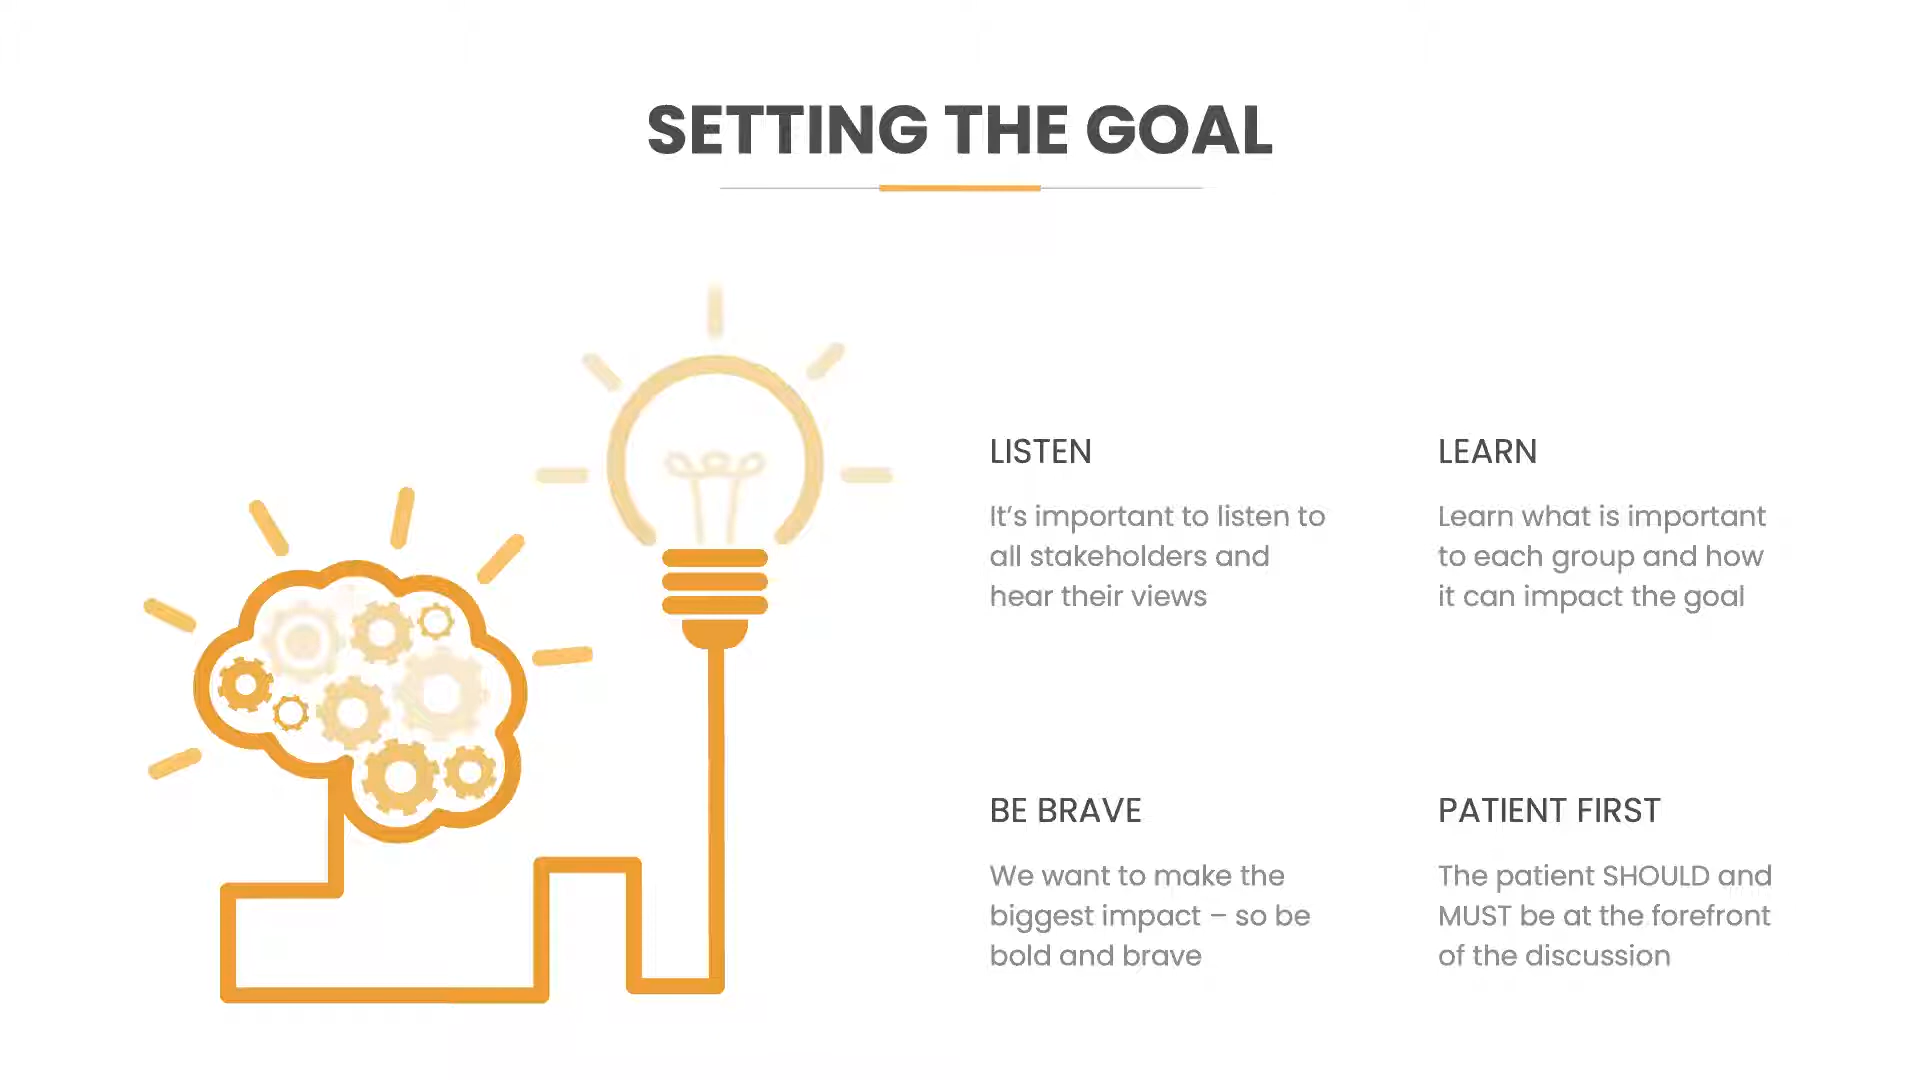 SETTING THE GOAL
LISTEN
It’s important to listen to
all stakeholders and
hear their views
LEARN
Learn what is important
to each group and how
it can impact the goal
BE BRAVE
We want to make the
biggest impact – so be
bold and brave
PATIENT FIRST
The patient SHOULD and
MUST be at the forefront
of the discussion